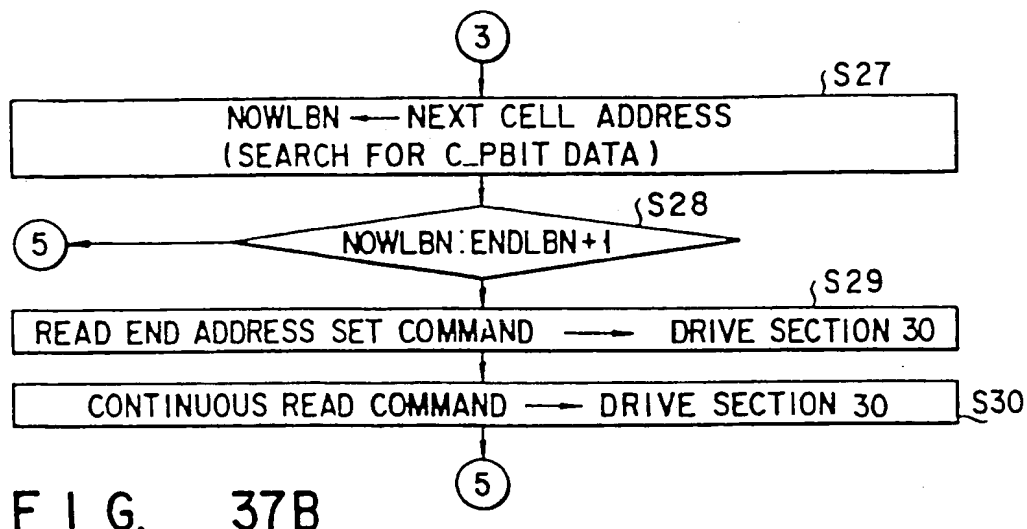 3
S27
NOWLBN ← NEXT CELL ADDRESS
(SEARCH FOR C_PBIT DATA)
S28
5
NOWLBN:ENDLBN+1
S29
READ END ADDRESS SET COMMAND → DRIVE SECTION 30
CONTINUOUS READ COMMAND → DRIVE SECTION 30
S30
5
FIG. 37B